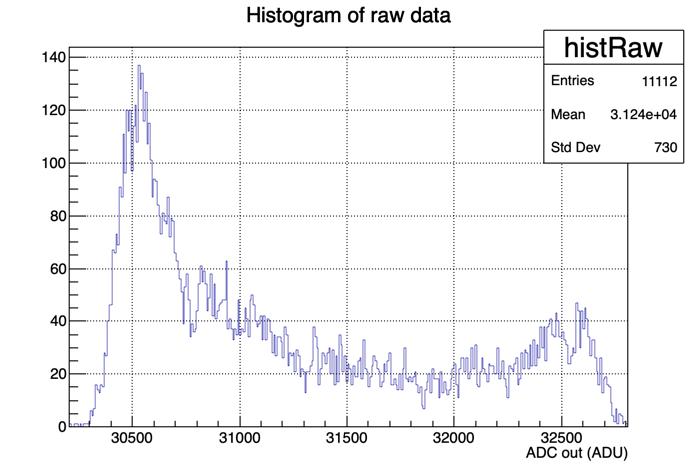 Histogram of raw data
histRaw
Entries 11112
Mean 3.124e+04
Std Dev 730
140
120
100
80
60
40
20
0
30500 31000 31500 32000 32500
ADC out (ADU)